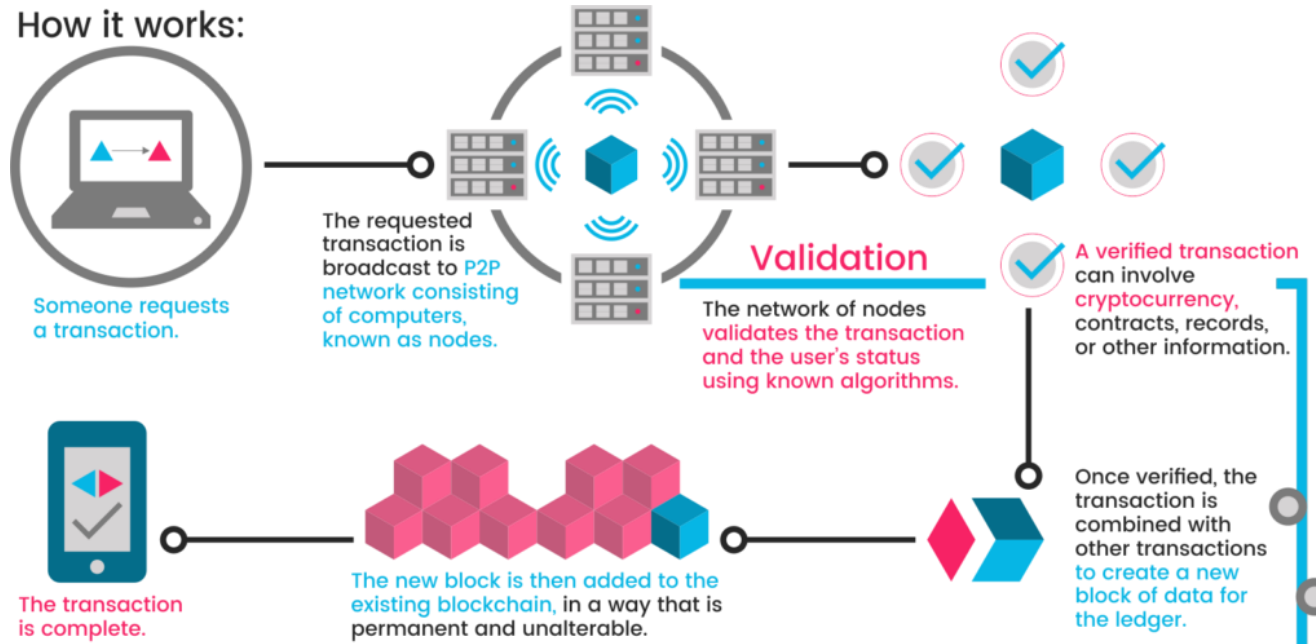 How it works:
Someone requests
a transaction.
The requested
transaction is
broadcast to P2P
network consisting
of computers,
known as nodes.
Validation
The network of nodes
validates the transaction
and the user's status
using known algorithms.
A verified transaction
can involve
cryptocurrency,
contracts, records,
or other information.
Once verified, the
transaction is
combined with
other transactions
to create a new
block of data for
the ledger.
The new block is then added to the
existing blockchain, in a way that is
permanent and unalterable.
The transaction
is complete.